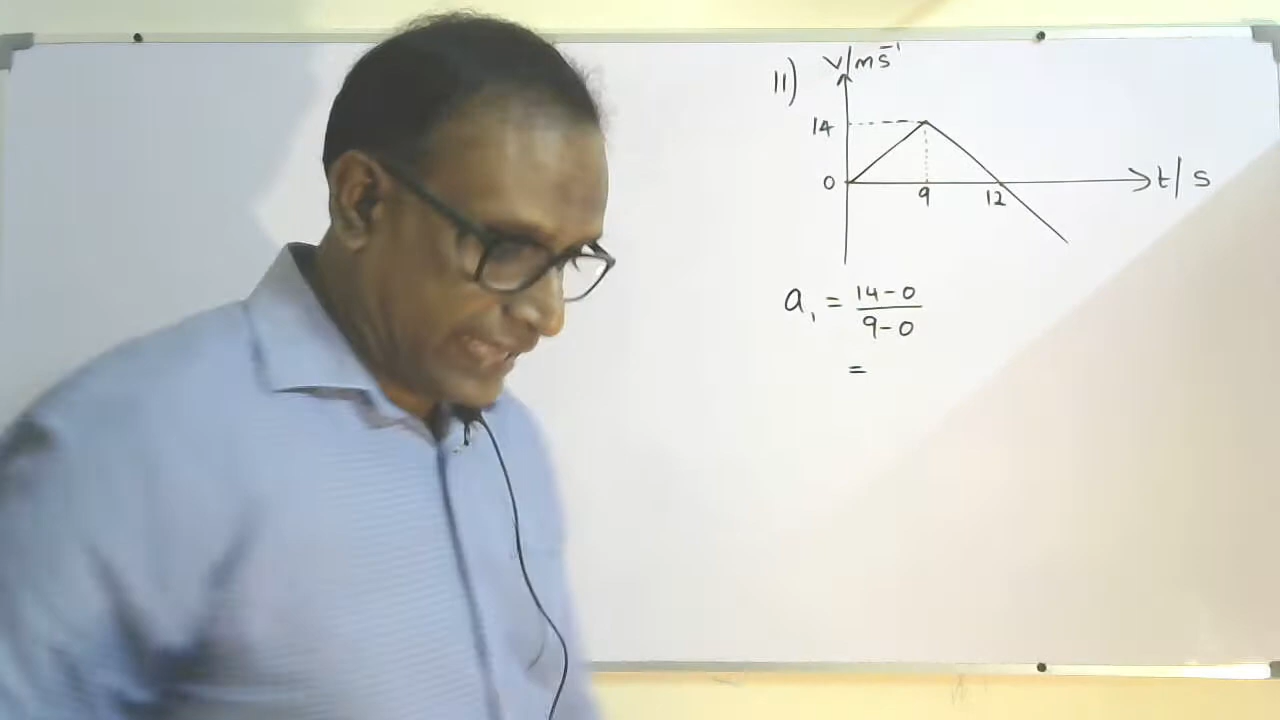 11) v/ms⁻¹
14
0
9 12
t/s
a₁ = 14-0
9-0
=